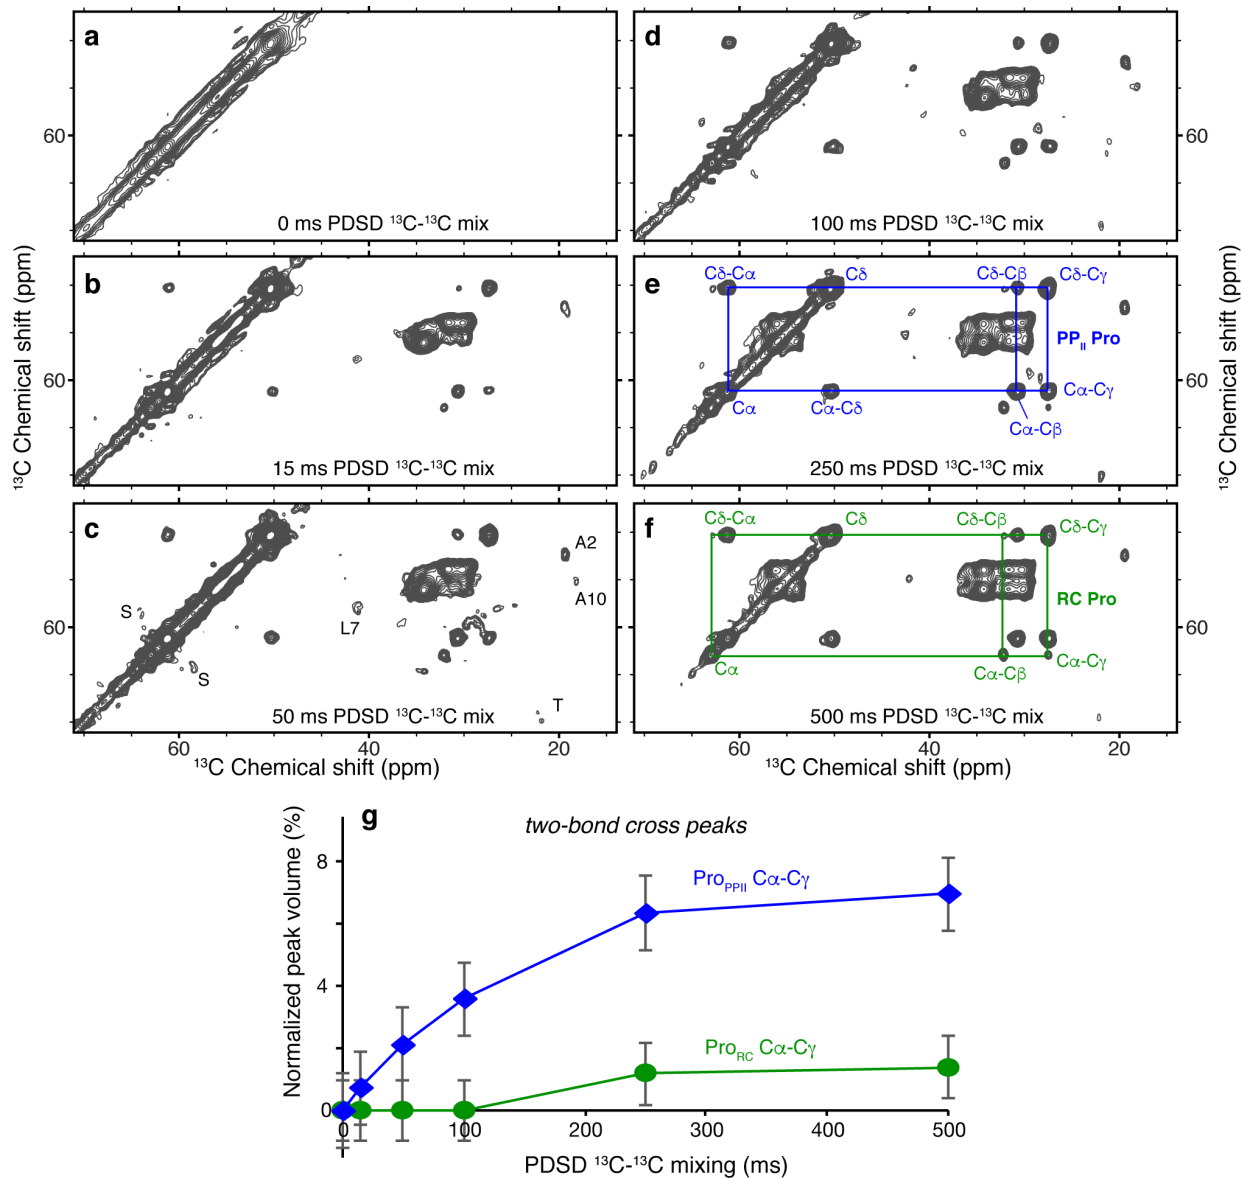 a
60
0 ms PDSD ¹³C-¹³C mix
b
60
15 ms PDSD ¹³C-¹³C mix
c
A2
A10
S
L7
60
S
T
50 ms PDSD ¹³C-¹³C mix
60
40
20
¹³C Chemical shift (ppm)
¹³C Chemical shift (ppm)
d
60
100 ms PDSD ¹³C-¹³C mix
e
Cδ-Cα
Cδ
Cδ-Cβ
Cδ-Cγ
PP_II Pro
60
Cα
Cα-Cδ
Cα-Cγ
Cα-Cβ
250 ms PDSD ¹³C-¹³C mix
f
Cδ-Cα
Cδ
Cδ-Cβ
Cδ-Cγ
RC Pro
60
Cα
Cα-Cβ
Cα-Cγ
500 ms PDSD ¹³C-¹³C mix
60
40
20
¹³C Chemical shift (ppm)
¹³C Chemical shift (ppm)
g
two-bond cross peaks
Normalized peak volume (%)
8
4
0
Pro_PPII Cα-Cγ
Pro_RC Cα-Cγ
0
100
200
300
400
500
PDSD ¹³C-¹³C mixing (ms)